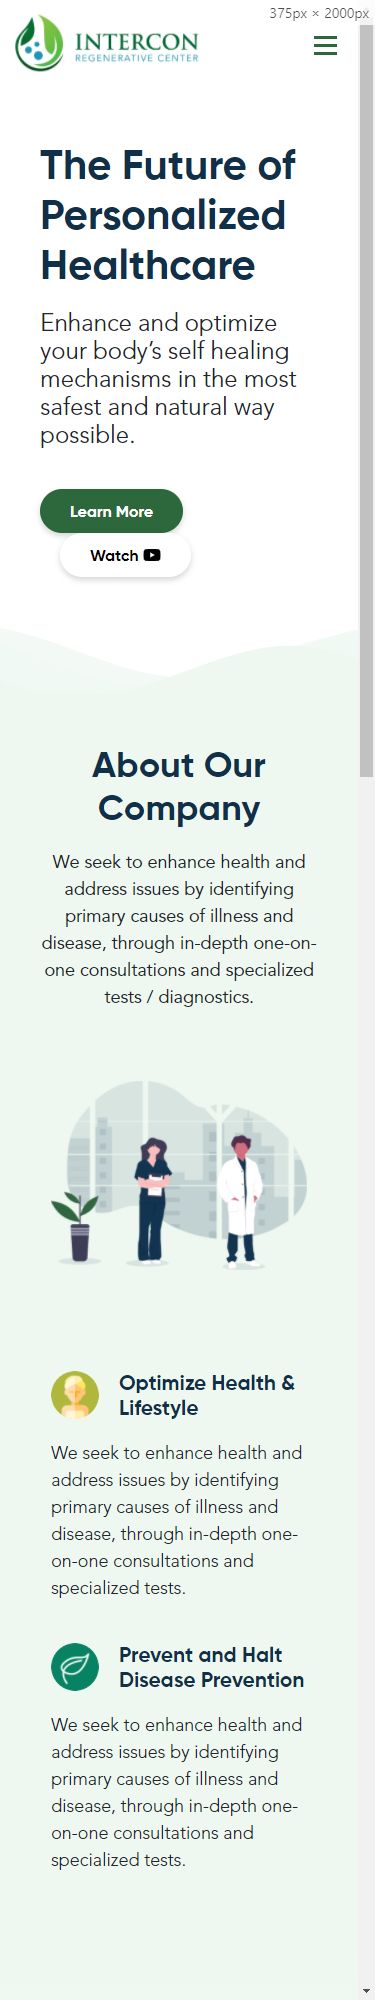 375px × 2000px
INTERCON
REGENERATIVE CENTER
The Future of
Personalized
Healthcare
Enhance and optimize
your body’s self healing
mechanisms in the most
safest and natural way
possible.
Learn More
Watch
About Our
Company
We seek to enhance health and
address issues by identifying
primary causes of illness and
disease, through in-depth one-on-
one consultations and specialized
tests / diagnostics.
Optimize Health &
Lifestyle
We seek to enhance health and
address issues by identifying
primary causes of illness and
disease, through in-depth one-
on-one consultations and
specialized tests.
Prevent and Halt
Disease Prevention
We seek to enhance health and
address issues by identifying
primary causes of illness and
disease, through in-depth one-
on-one consultations and
specialized tests.